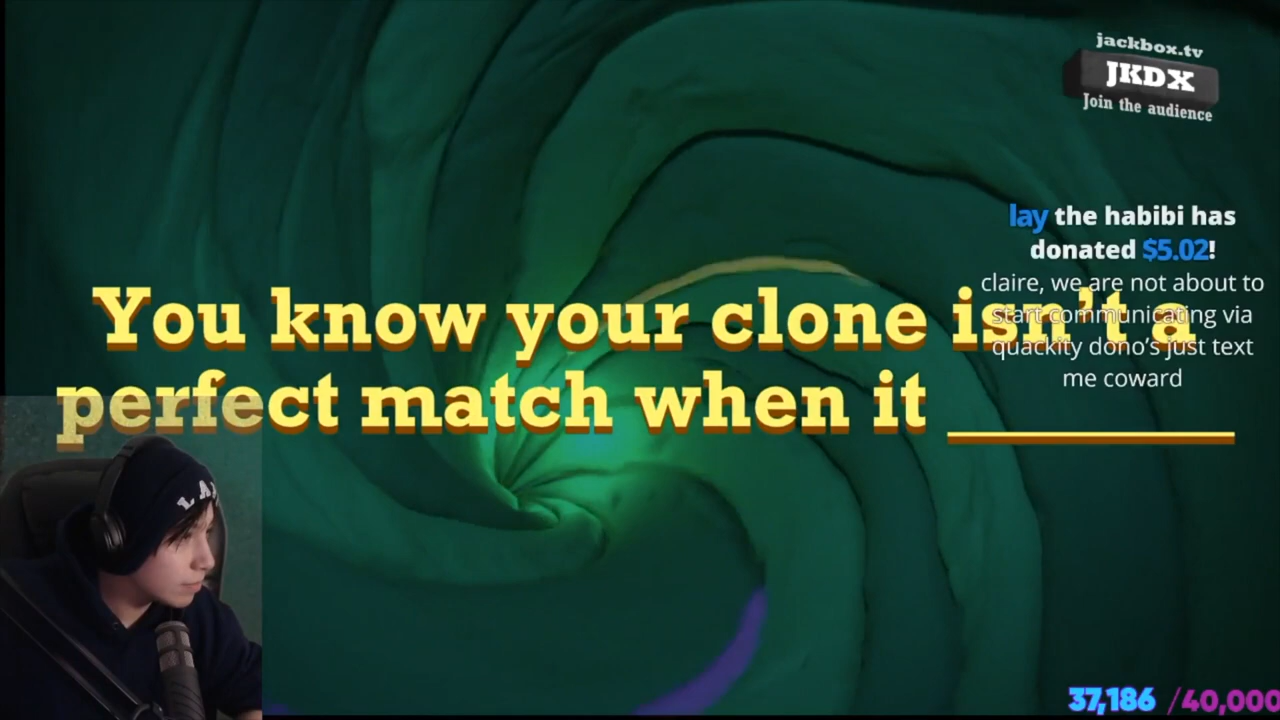 jackbox.tv
JKDX
Join the audience
lay the habibi has
donated $5.02!
claire, we are not about to
start communicating via
quackity dono's just text
me coward
You know your clone isn't a
perfect match when it
LA
37,186 /40,000